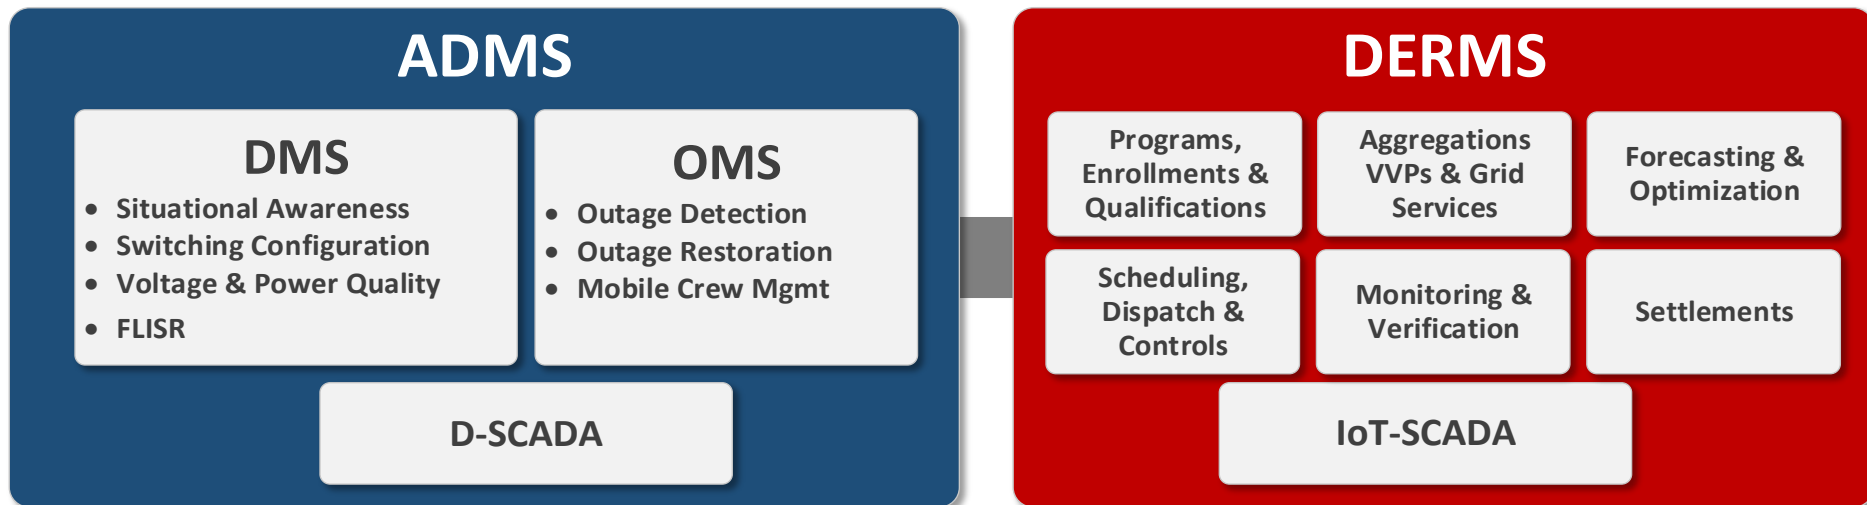 ADMS
DMS
• Situational Awareness
• Switching Configuration
• Voltage & Power Quality
• FLISR
OMS
• Outage Detection
• Outage Restoration
• Mobile Crew Mgmt
D-SCADA
DERMS
Programs,
Enrollments &
Qualifications
Aggregations
VVPs & Grid
Services
Forecasting &
Optimization
Scheduling,
Dispatch &
Controls
Monitoring &
Verification
Settlements
IoT-SCADA